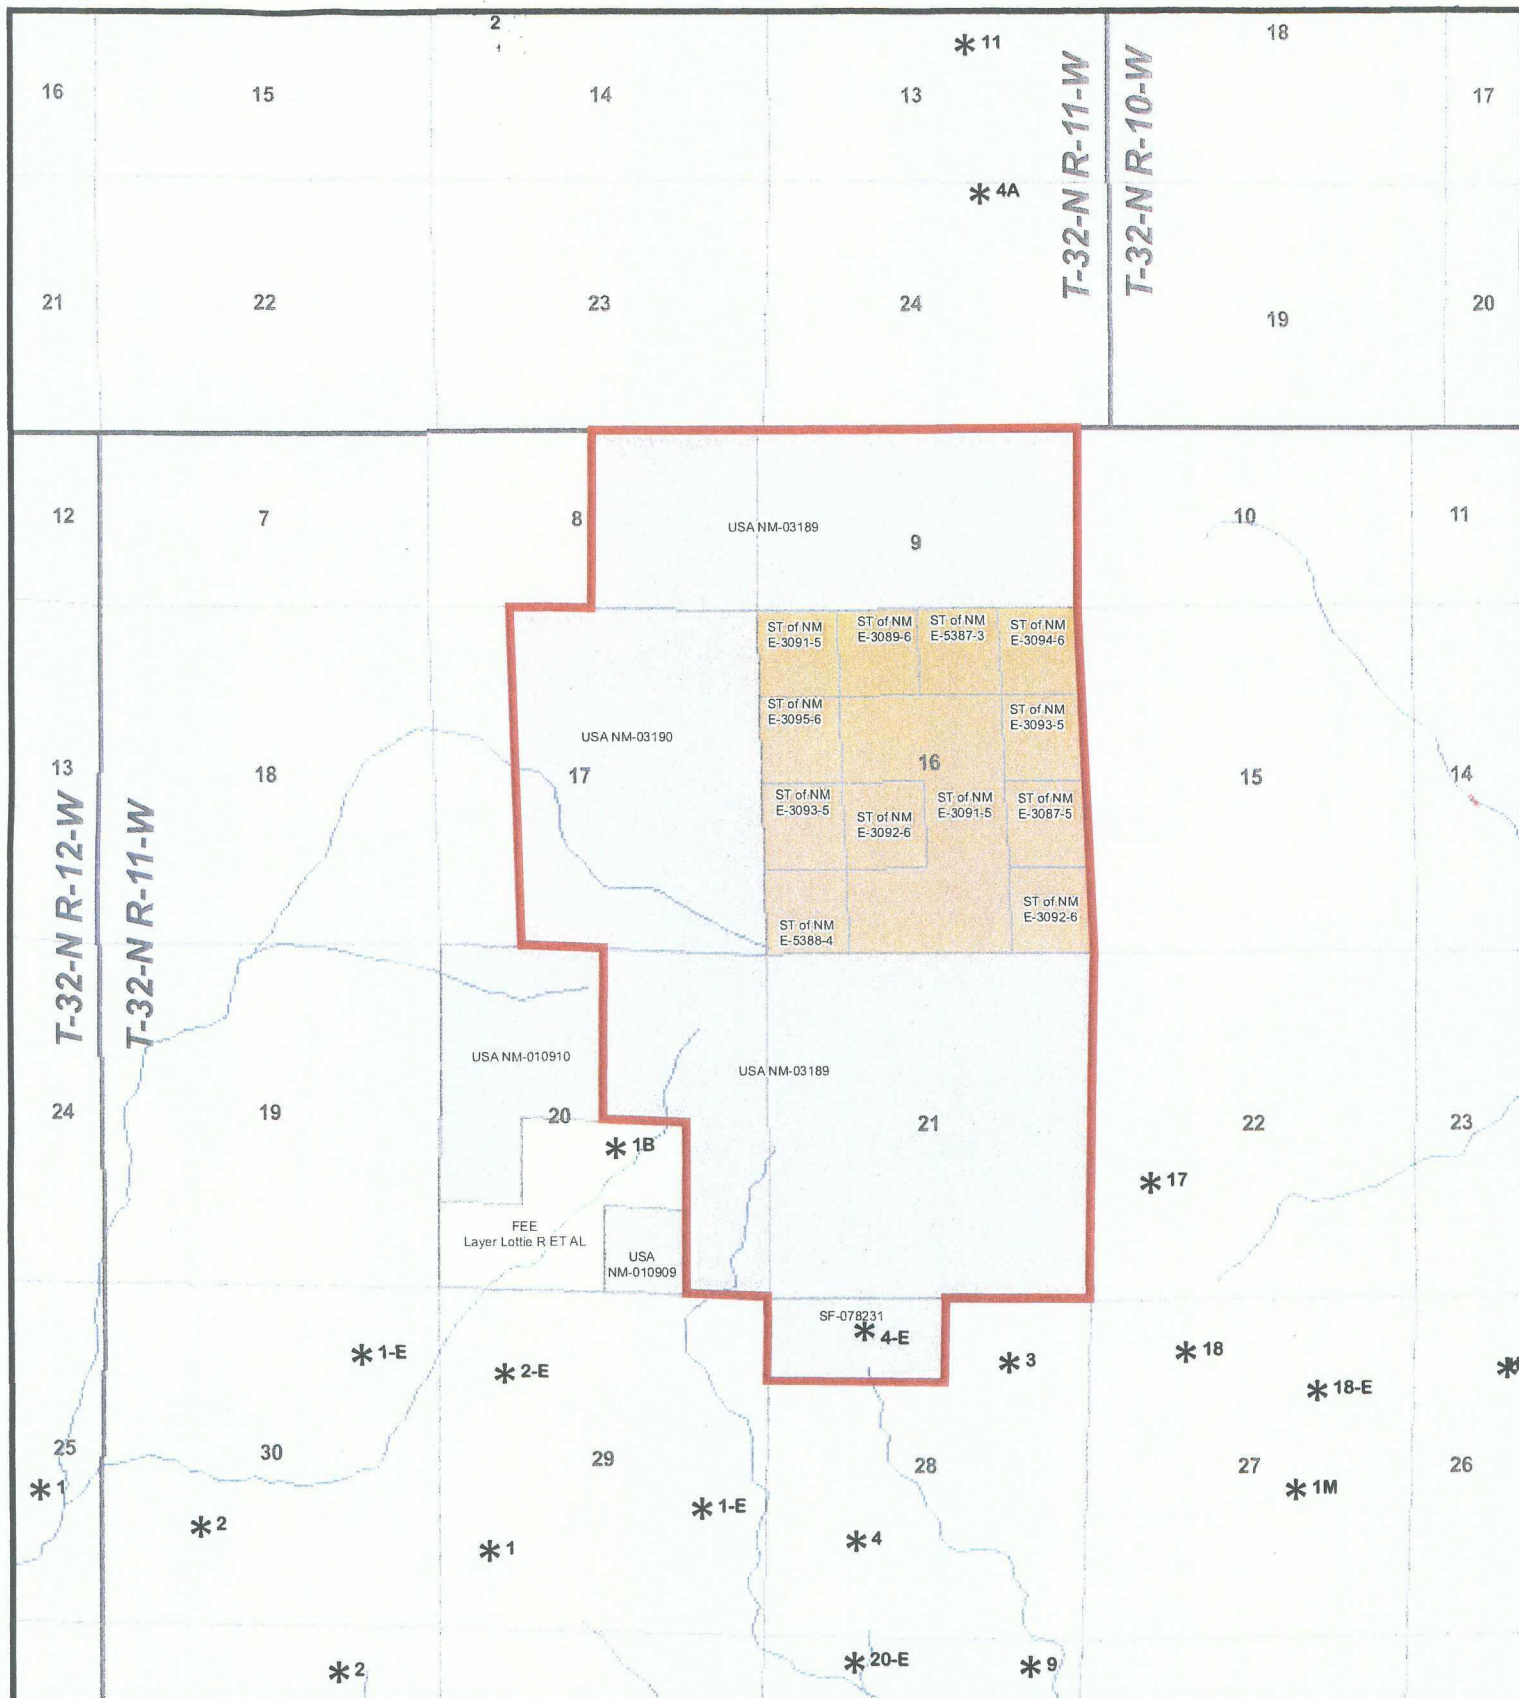 2
11
18
16
15
14
13
17
T-32-N R-11-W
T-32-N R-10-W
4A
21
22
23
24
19
20
12
7
8
USA NM-03189
9
10
11
ST of NM
E-3091-5
ST of NM
E-3089-6
ST of NM
E-5387-3
ST of NM
E-3094-6
ST of NM
E-3095-6
ST of NM
E-3093-5
USA NM-03190
13
18
17
16
15
14
ST of NM
E-3093-5
ST of NM
E-3092-6
ST of NM
E-3091-5
ST of NM
E-3087-5
T-32-N R-12-W
T-32-N R-11-W
ST of NM
E-5388-4
ST of NM
E-3092-6
USA NM-010910
USA NM-03189
24
19
20
21
22
23
1B
17
FEE
Layer Lottie R ET AL
USA
NM-010909
SF-078231
4-E
1-E
2-E
3
18
18-E
25
30
29
28
27
26
1
2
1
1-E
4
1M
2
20-E
9